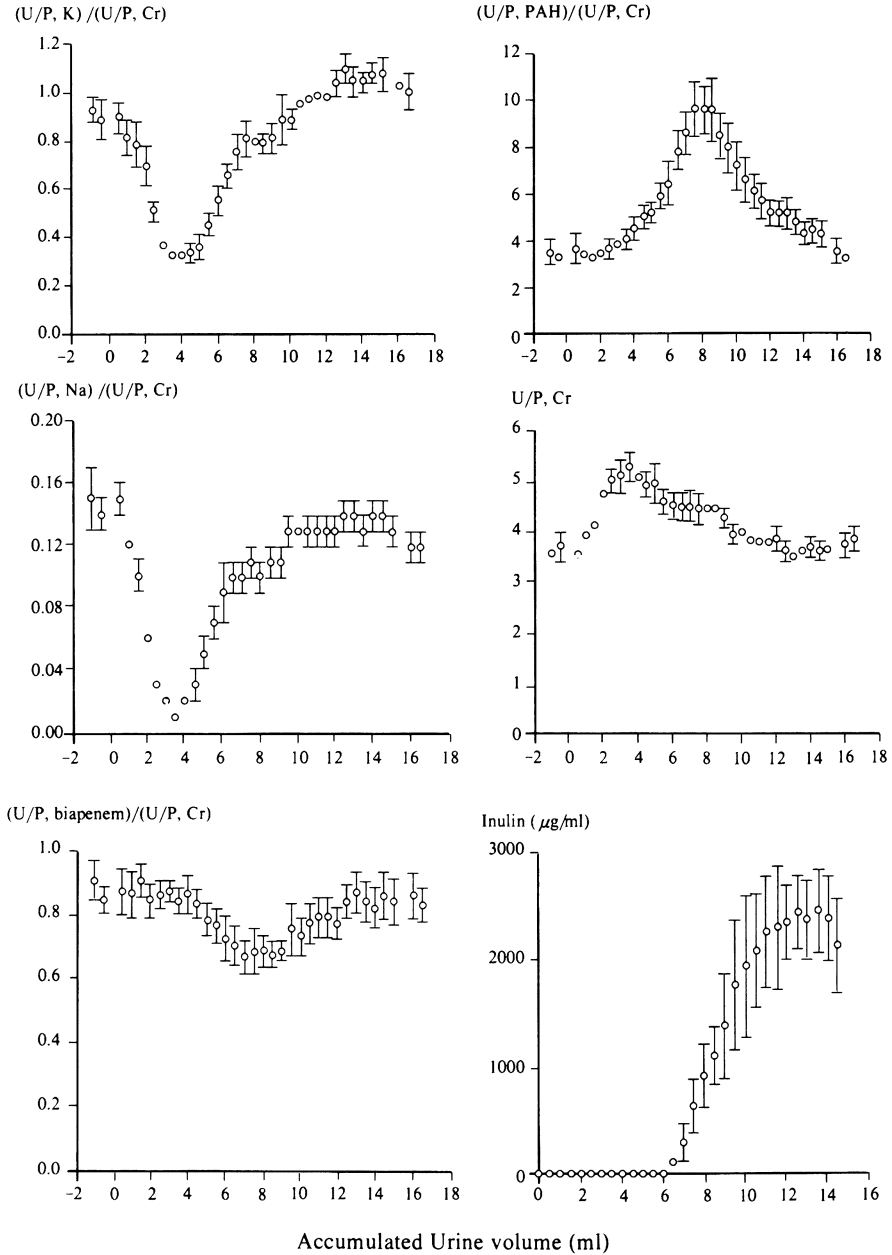 (U/P, K) /(U/P, Cr)
1.2
1.0
0.8
0.6
0.4
0.2
0.0
-2 0 2 4 6 8 10 12 14 16 18
(U/P, PAH)/(U/P, Cr)
12
10
8
6
4
2
0
-2 0 2 4 6 8 10 12 14 16 18
(U/P, Na) /(U/P, Cr)
0.20
0.16
0.12
0.08
0.04
0.00
-2 0 2 4 6 8 10 12 14 16 18
U/P, Cr
6
5
4
3
2
1
0
-2 0 2 4 6 8 10 12 14 16 18
(U/P, biapenem)/(U/P, Cr)
1.0
0.8
0.6
0.4
0.2
0.0
-2 0 2 4 6 8 10 12 14 16 18
Inulin ( μg/ml)
3000
2000
1000
0
0 2 4 6 8 10 12 14 16
Accumulated Urine volume (ml)